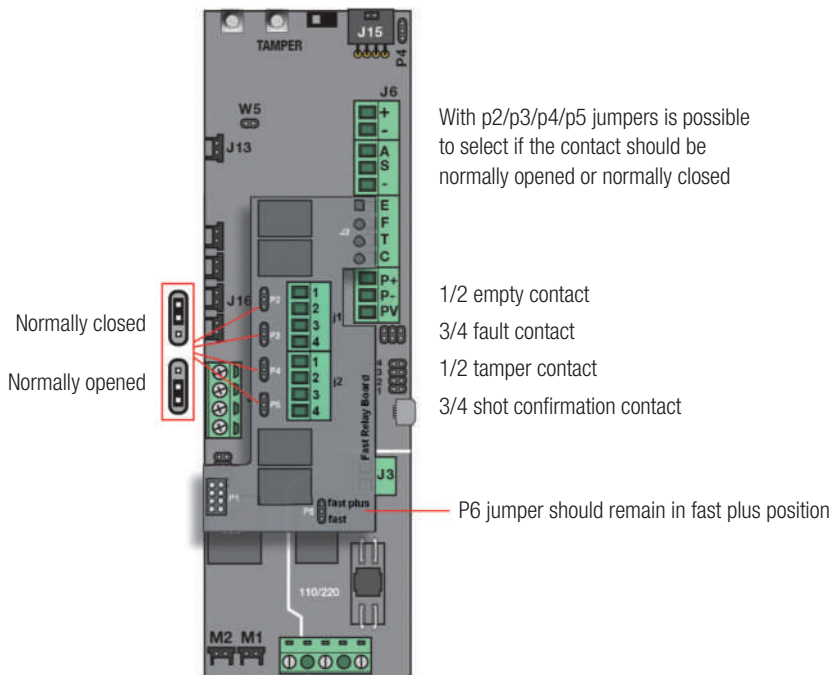 TAMPER
J15
P4
J6
W5
+
-
With p2/p3/p4/p5 jumpers is possible
to select if the contact should be
normally opened or normally closed
J13
A
S
-
E
F
T
C
J3
P+
P-
PV
J16
P2
P3
P4
P5
1
2
3
4
j1
1
2
3
4
j2
Normally closed
Normally opened
1/2 empty contact
3/4 fault contact
1/2 tamper contact
3/4 shot confirmation contact
Fast Relay Board
J3
P1
P6
fast plus
fast
P6 jumper should remain in fast plus position
110/220
M2 M1